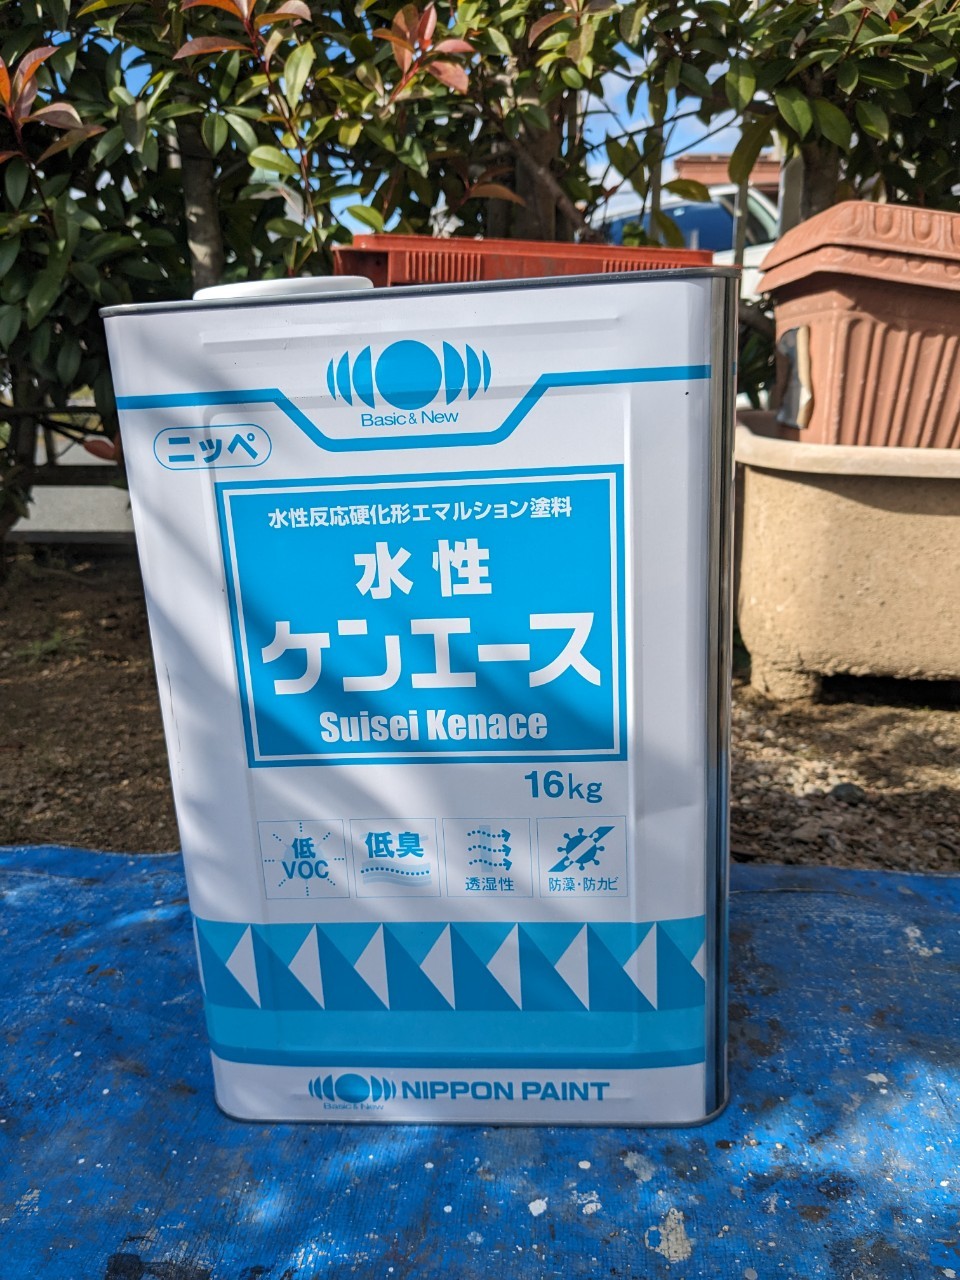 Basic & New
ニッペ
水性反応硬化形エマルション塗料
水性
ケンエース
Suisei Kenace
16kg
低
VOC
低臭
透湿性
防藻・防カビ
Basic & New
NIPPON PAINT